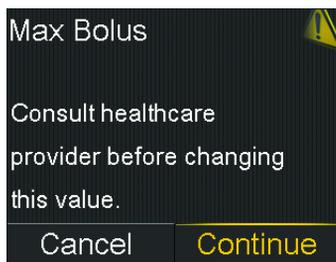 Max Bolus
Consult healthcare
provider before changing
this value.
Cancel Continue